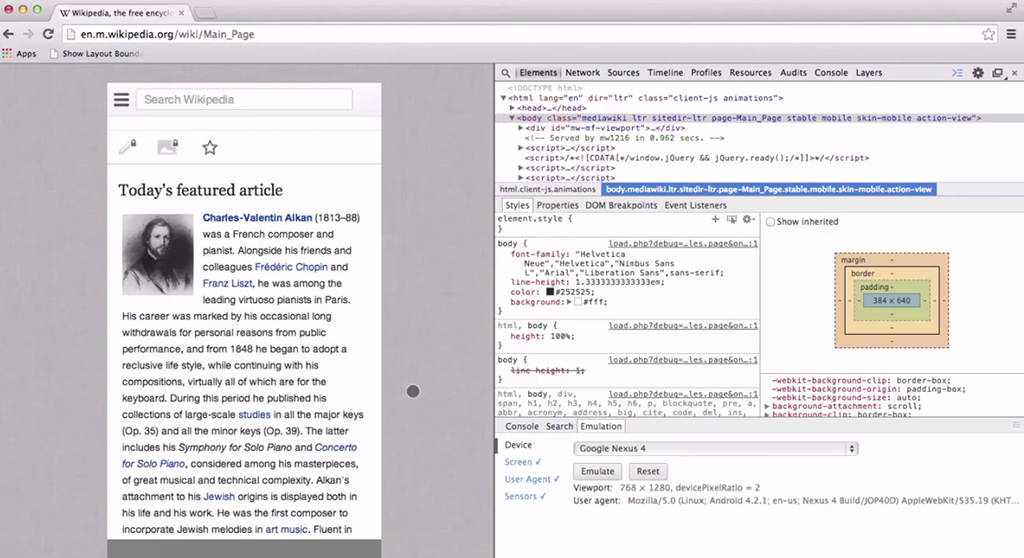 Wikipedia, the free encycl
en.m.wikipedia.org/wiki/Main_Page
Apps
Show Layout Bounda
Search Wikipedia
Today's featured article
Charles-Valentin Alkan (1813–88)
was a French composer and
pianist. Alongside his friends and
colleagues Frédéric Chopin and
Franz Liszt, he was among the
leading virtuoso pianists in Paris.
His career was marked by his occasional long
withdrawals for personal reasons from public
performance, and from 1848 he began to adopt a
reclusive life style, while continuing with his
compositions, virtually all of which are for the
keyboard. During this period he published his
collections of large-scale studies in all the major keys
(Op. 35) and all the minor keys (Op. 39). The latter
includes his Symphony for Solo Piano and Concerto
for Solo Piano, considered among his masterpieces,
of great musical and technical complexity. Alkan's
attachment to his Jewish origins is displayed both in
his life and his work. He was the first composer to
incorporate Jewish melodies in art music. Fluent in
Elements Network Sources Timeline Profiles Resources Audits Console Layers
<!DOCTYPE html>
<html lang="en" dir="ltr" class="client-js animations">
<head>…</head>
<body class="mediawiki ltr sitedir-ltr page-Main_Page stable mobile skin-mobile action-view">
<div id="mw-mf-viewport">…</div>
<!-- Served by mw1216 in 0.962 secs. -->
<script>…</script>
<script>/*<![CDATA[*/window.jQuery && jQuery.ready();/*]]>*/</script>
<script>…</script>
<script>…</script>
html.client-js.animations body.mediawiki.ltr.sitedir-ltr.page-Main_Page.stable.mobile.skin-mobile.action-view
Styles Properties DOM Breakpoints Event Listeners
element.style {
}
body { load.php?debug=…les.page&on…:1
font-family: "Helvetica
Neue","Helvetica","Nimbus Sans
L","Arial","Liberation Sans",sans-serif;
line-height: 1.3333333333333em;
color: #252525;
background: #fff;
}
html, body { load.php?debug=…les.page&on…:1
height: 100%;
}
body { load.php?debug=…les.page&on…:1
line-height: 1;
}
html, body, div, load.php?debug=…les.page&on…:1
span, h1, h2, h3, h4, h5, h6, p, blockquote, pre, a,
abbr, acronym, address, big, cite, code, del, ins,
Show inherited
margin -
border -
padding -
- - - 384 × 640 - - -
-
-
-
-webkit-background-clip: border-box;
-webkit-background-origin: padding-box;
-webkit-background-size: auto;
background-attachment: scroll;
background-clip: border-box;
Console Search Emulation
Device
Google Nexus 4
Screen ✓
Emulate Reset
User Agent ✓
Viewport: 768 × 1280, devicePixelRatio = 2
Sensors ✓
User agent: Mozilla/5.0 (Linux; Android 4.2.1; en-us; Nexus 4 Build/JOP40D) AppleWebKit/535.19 (KHT…